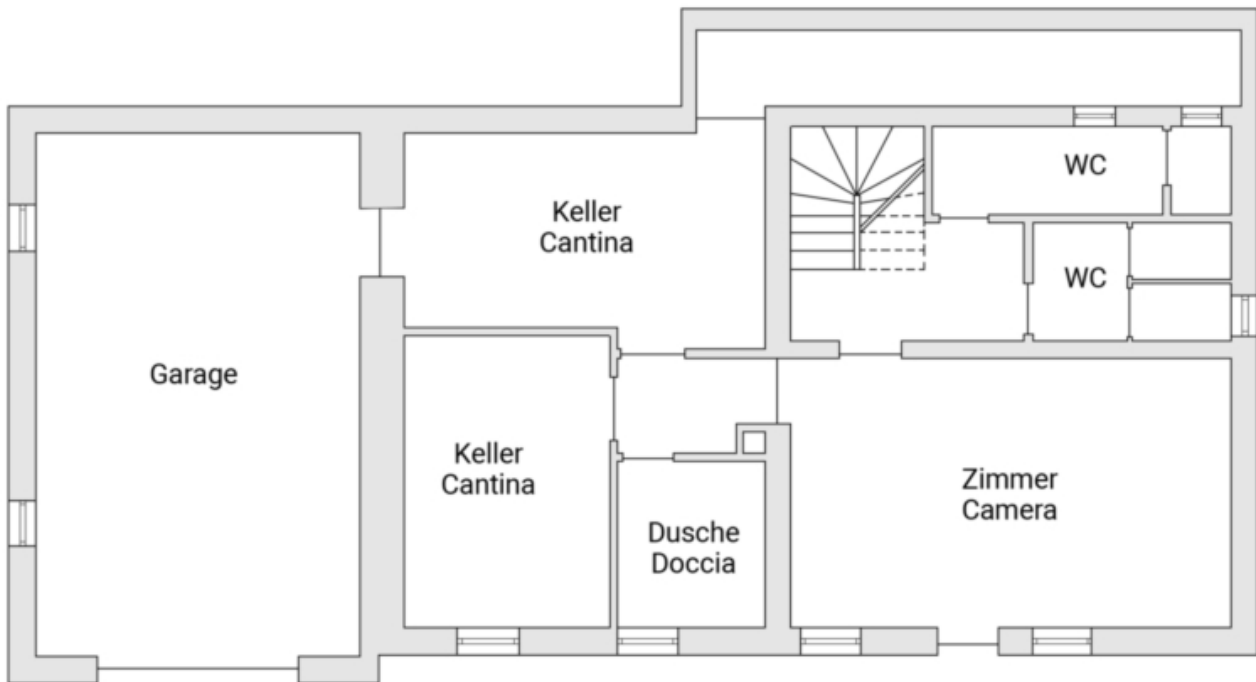 WC
Keller
Cantina
WC
Garage
Keller
Cantina
Zimmer
Camera
Dusche
Doccia